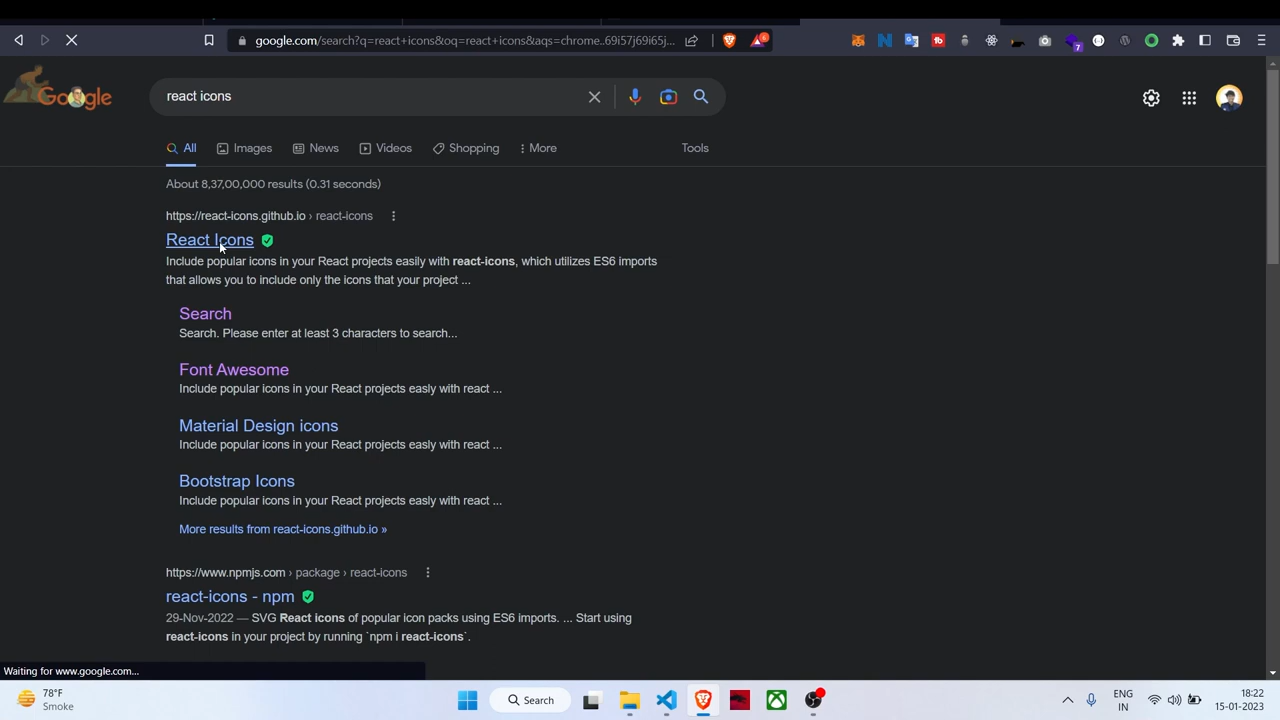 google.com/search?q=react+icons&oq=react+icons&aqs=chrome..69i57j69i65j...
6
7
Google
react icons
All
Images
News
Videos
Shopping
More
Tools
About 8,37,00,000 results (0.31 seconds)
https://react-icons.github.io › react-icons
React Icons
Include popular icons in your React projects easily with react-icons, which utilizes ES6 imports
that allows you to include only the icons that your project ...
Search
Search. Please enter at least 3 characters to search...
Font Awesome
Include popular icons in your React projects easily with react ...
Material Design icons
Include popular icons in your React projects easily with react ...
Bootstrap Icons
Include popular icons in your React projects easily with react ...
More results from react-icons.github.io »
https://www.npmjs.com › package › react-icons
react-icons - npm
29-Nov-2022 — SVG React icons of popular icon packs using ES6 imports. ... Start using
react-icons in your project by running `npm i react-icons`.
Waiting for www.google.com...
78°F
Smoke
Search
ENG
IN
18:22
15-01-2023